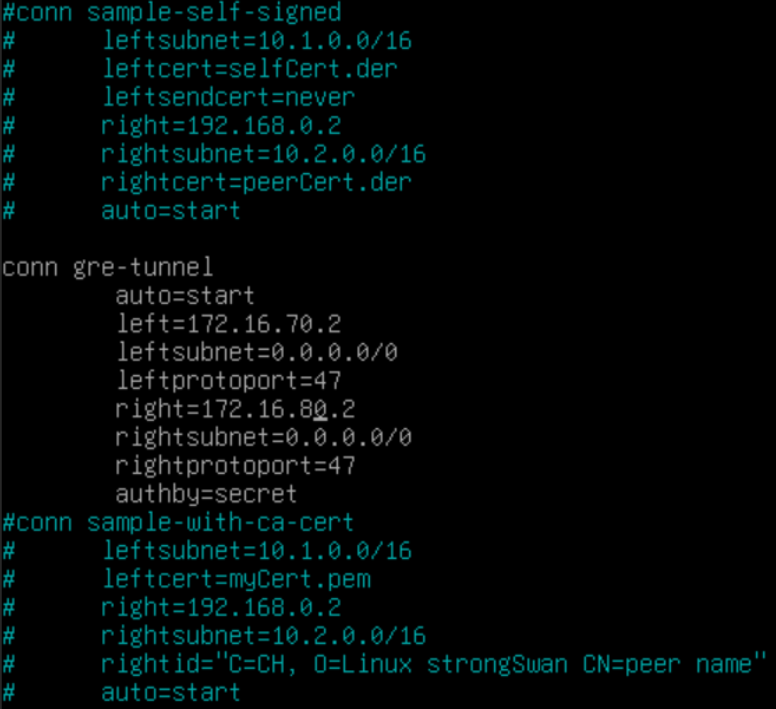 #conn sample-self-signed
#      leftsubnet=10.1.0.0/16
#      leftcert=selfCert.der
#      leftsendcert=never
#      right=192.168.0.2
#      rightsubnet=10.2.0.0/16
#      rightcert=peerCert.der
#      auto=start

conn gre-tunnel
        auto=start
        left=172.16.70.2
        leftsubnet=0.0.0.0/0
        leftprotoport=47
        right=172.16.80.2
        rightsubnet=0.0.0.0/0
        rightprotoport=47
        authby=secret
#conn sample-with-ca-cert
#      leftsubnet=10.1.0.0/16
#      leftcert=myCert.pem
#      right=192.168.0.2
#      rightsubnet=10.2.0.0/16
#      rightid="C=CH, O=Linux strongSwan CN=peer name"
#      auto=start